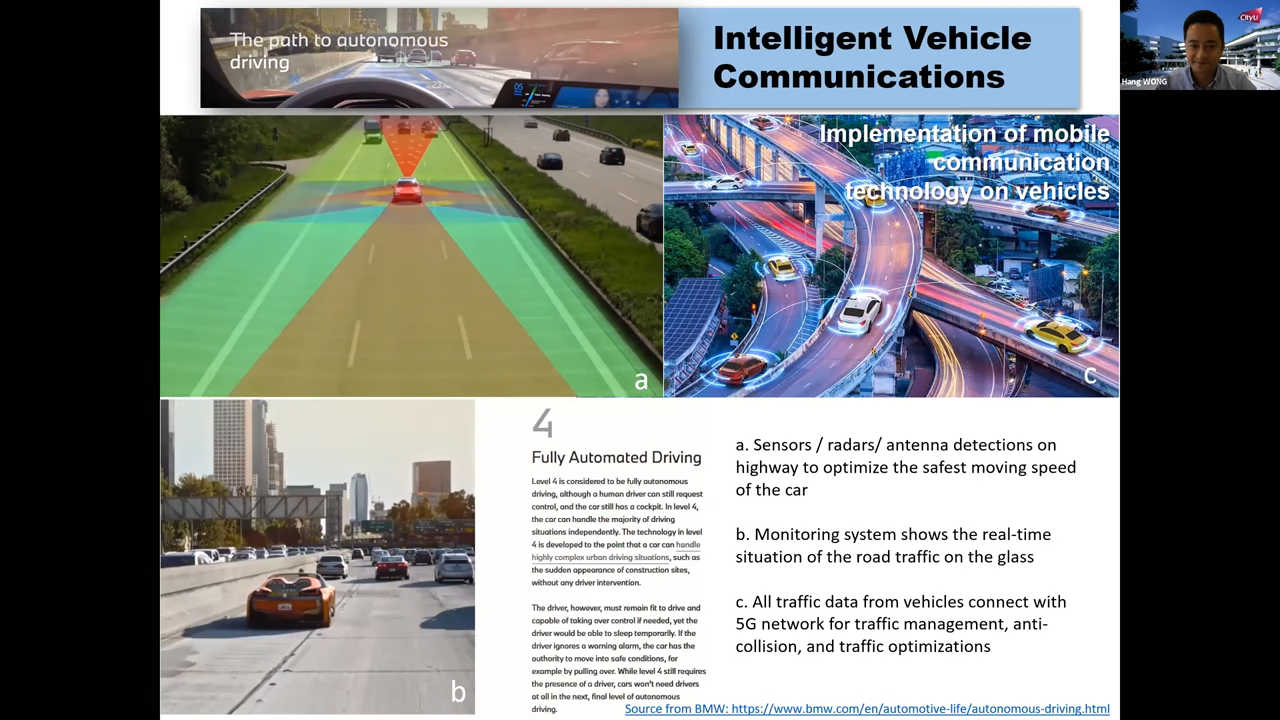 The path to autonomous
driving
23
Intelligent Vehicle
Communications
CityU
Hang WONG
a
Implementation of mobile
communication
technology on vehicles
c
b
4
Fully Automated Driving
Level 4 is considered to be fully autonomous
driving, although a human driver can still request
control, and the car still has a cockpit. In level 4,
the car can handle the majority of driving
situations independently. The technology in level
4 is developed to the point that a car can handle
highly complex urban driving situations, such as
the sudden appearance of construction sites,
without any driver intervention.
The driver, however, must remain fit to drive and
capable of taking over control if needed, yet the
driver would be able to sleep temporarily. If the
driver ignores a warning alarm, the car has the
authority to move into safe conditions, for
example by pulling over. While level 4 still requires
the presence of a driver, cars won't need drivers
at all in the next, final level of autonomous
driving.
a. Sensors / radars/ antenna detections on
highway to optimize the safest moving speed
of the car
b. Monitoring system shows the real-time
situation of the road traffic on the glass
c. All traffic data from vehicles connect with
5G network for traffic management, anti-
collision, and traffic optimizations
Source from BMW: https://www.bmw.com/en/automotive-life/autonomous-driving.html